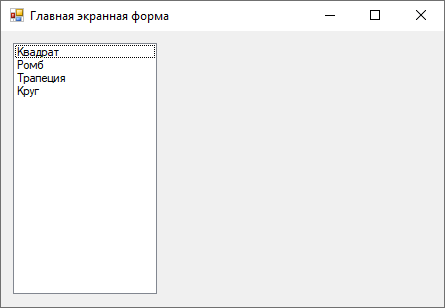 Главная экранная форма
Квадрат
Ромб
Трапеция
Круг